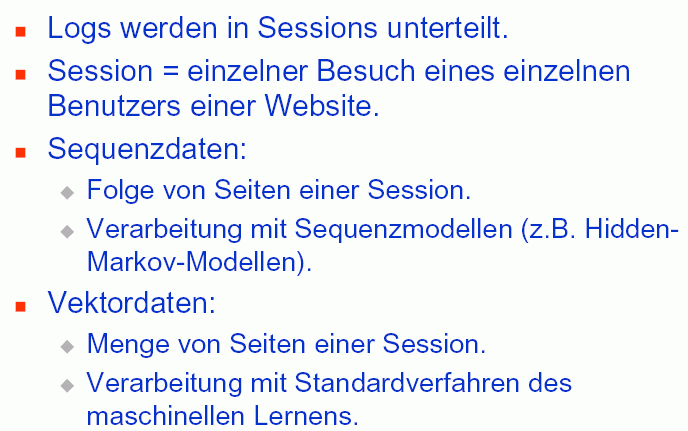 Logs werden in Sessions unterteilt.
Session = einzelner Besuch eines einzelnen
Benutzers einer Website.
Sequenzdaten:
Folge von Seiten einer Session.
Verarbeitung mit Sequenzmodellen (z.B. Hidden-
Markov-Modellen).
Vektordaten:
Menge von Seiten einer Session.
Verarbeitung mit Standardverfahren des
maschinellen Lernens.